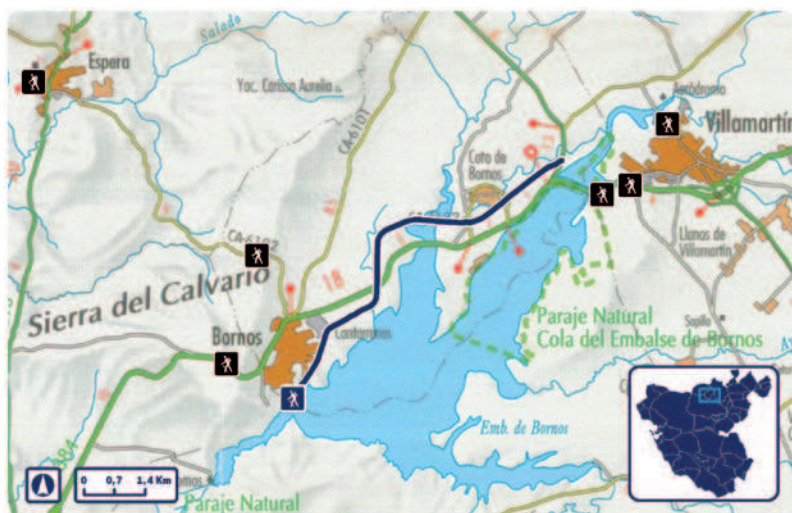 Salado
Espera
Yac. Carissa Aurelia
CA-6101
Aeródromo
Villamartín
Coto de
Bornos
CA-6102
Llanos de
Villamartín
Sierra del Calvario
18
Bornos
Paraje Natural
Cola del Embalse de Bornos
Emb. de Bornos
0 0,7 1,4 Km
Paraje Natural